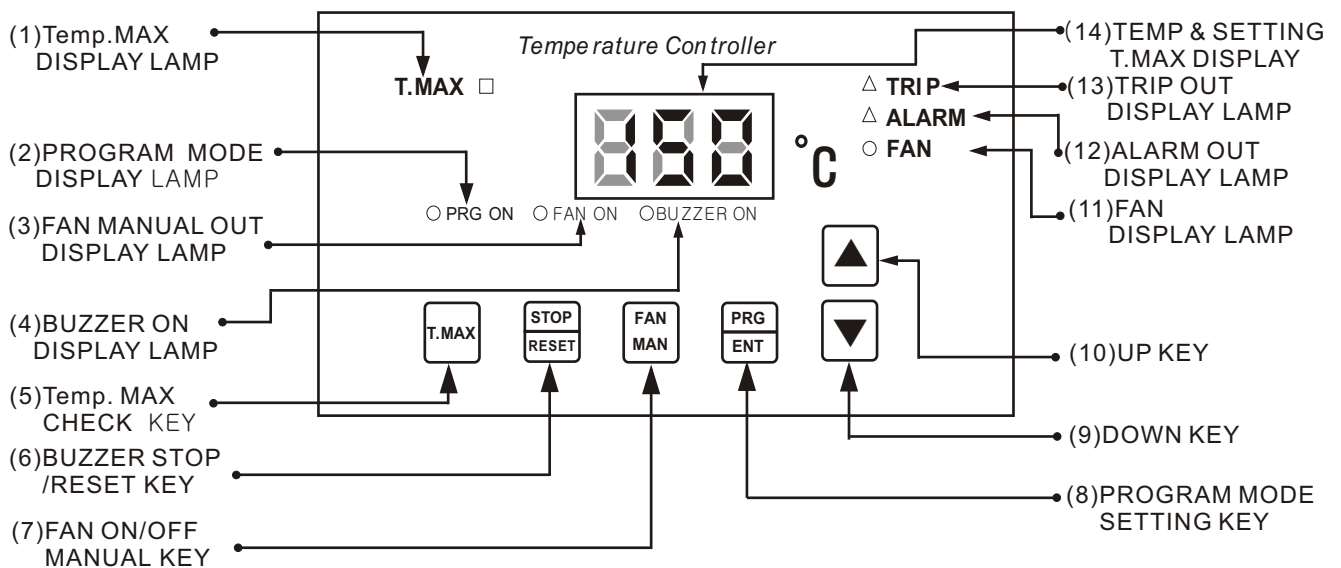 (1)Temp.MAX
DISPLAY LAMP
(2)PROGRAM MODE
DISPLAY LAMP
(3)FAN MANUAL OUT
DISPLAY LAMP
(4)BUZZER ON
DISPLAY LAMP
(5)Temp. MAX
CHECK KEY
(6)BUZZER STOP
/RESET KEY
(7)FAN ON/OFF
MANUAL KEY
Temperature Controller
T.MAX □
150
°C
△ TRIP
△ ALARM
○ FAN
○ PRG ON ○ FAN ON ○BUZZER ON
▲
▼
T.MAX
STOP
RESET
FAN
MAN
PRG
ENT
(14)TEMP & SETTING
T.MAX DISPLAY
(13)TRIP OUT
DISPLAY LAMP
(12)ALARM OUT
DISPLAY LAMP
(11)FAN
DISPLAY LAMP
(10)UP KEY
(9)DOWN KEY
(8)PROGRAM MODE
SETTING KEY